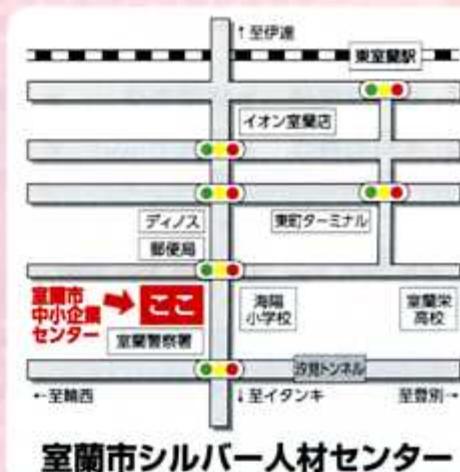 ↑至伊達
東室蘭駅
イオン室蘭店
ディノス
東町ターミナル
郵便局
室蘭市
中小企業
センター
ここ
海陽
小学校
室蘭栄
高校
室蘭警察署
汐見トンネル
←至輪西
↓至イタンキ
至登別→
室蘭市シルバー人材センター